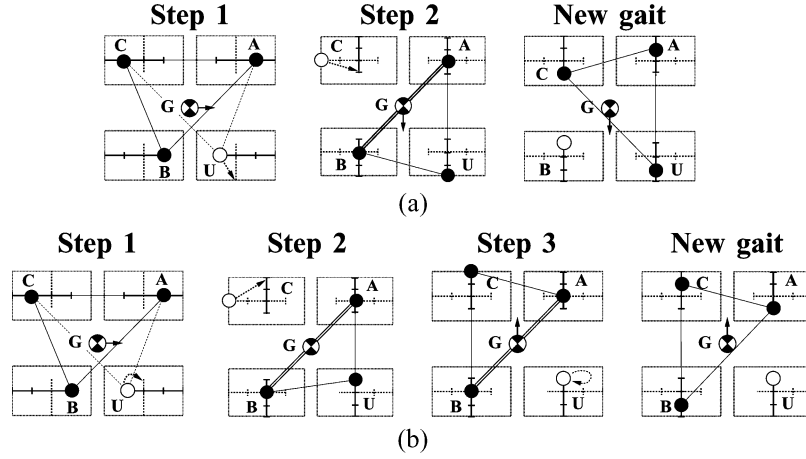 Step 1 Step 2 New gait
C A C A A
G G C G
B U B U B U
(a)
Step 1 Step 2 Step 3 New gait
C A C A C A C A
G G G G
B U B U B U B U
(b)